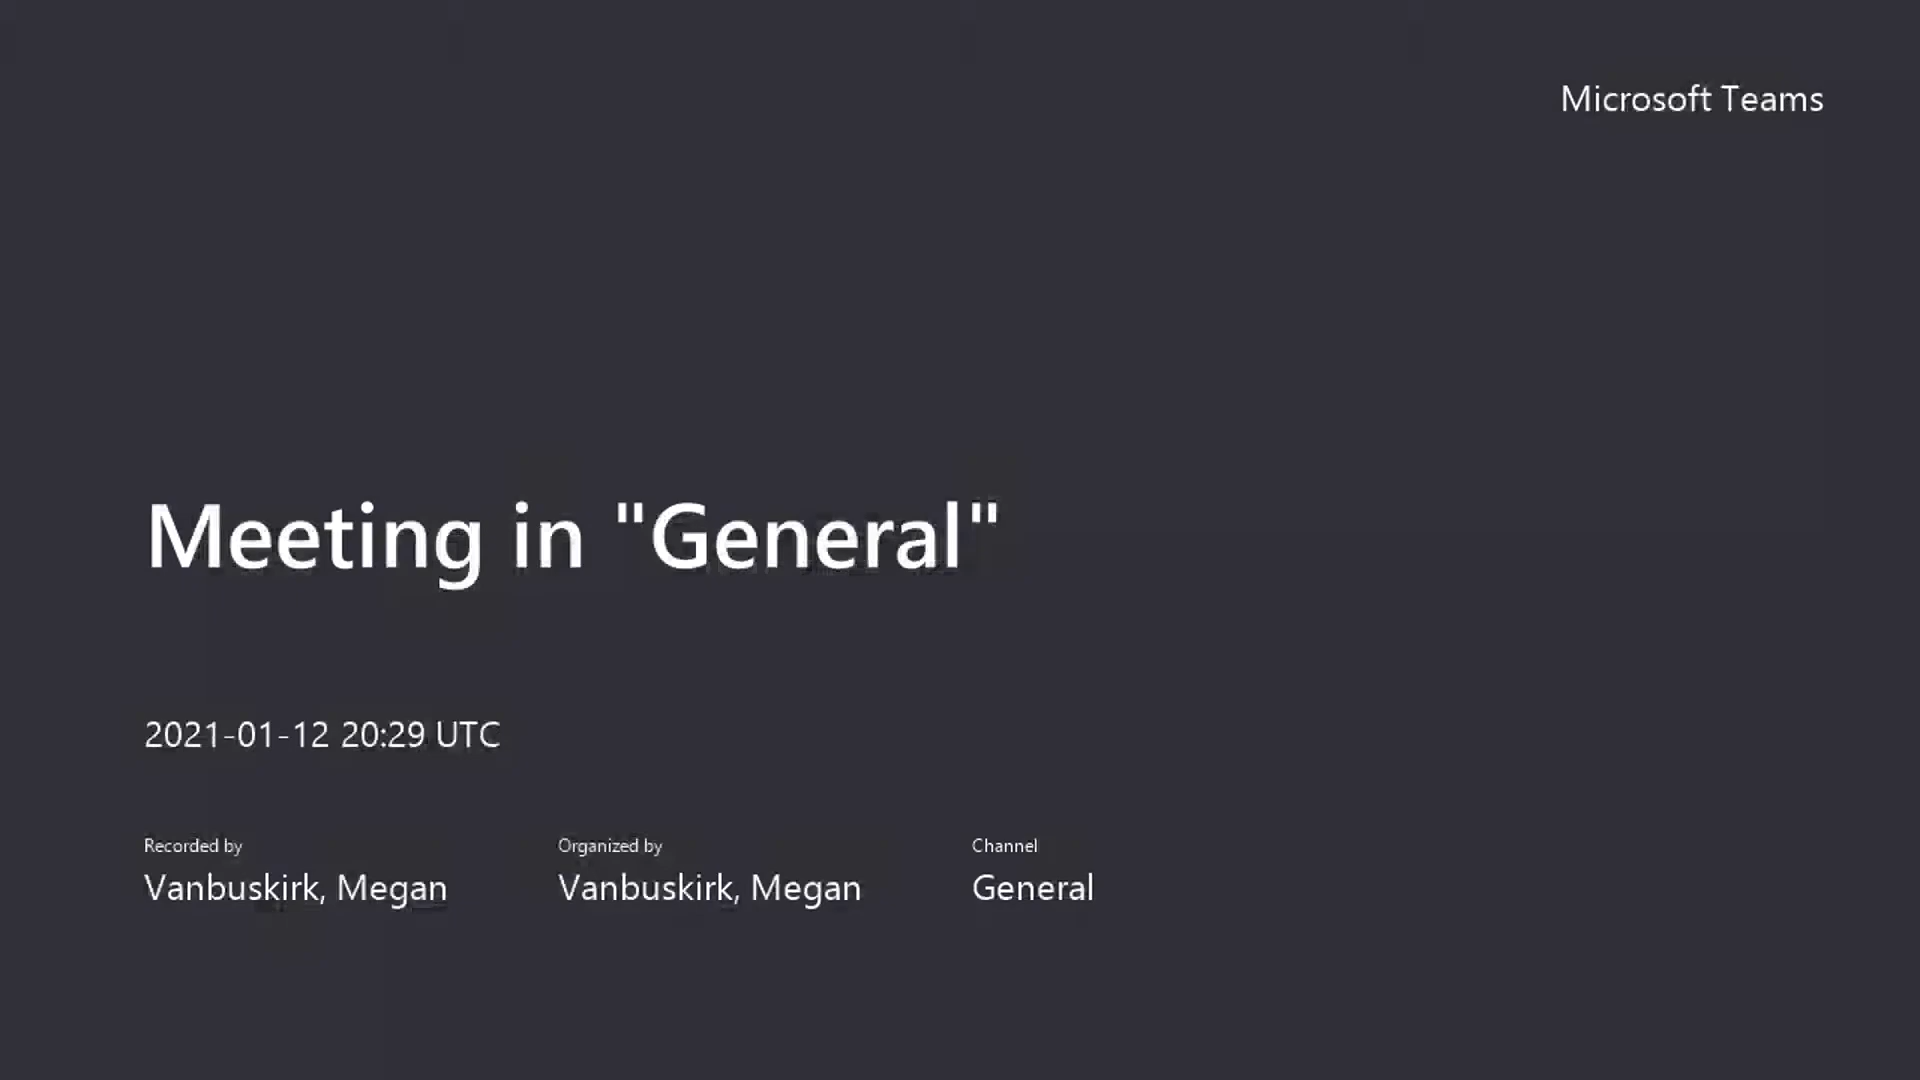 Microsoft Teams
Meeting in "General"
2021-01-12 20:29 UTC
Recorded by
Vanbuskirk, Megan
Organized by
Vanbuskirk, Megan
Channel
General